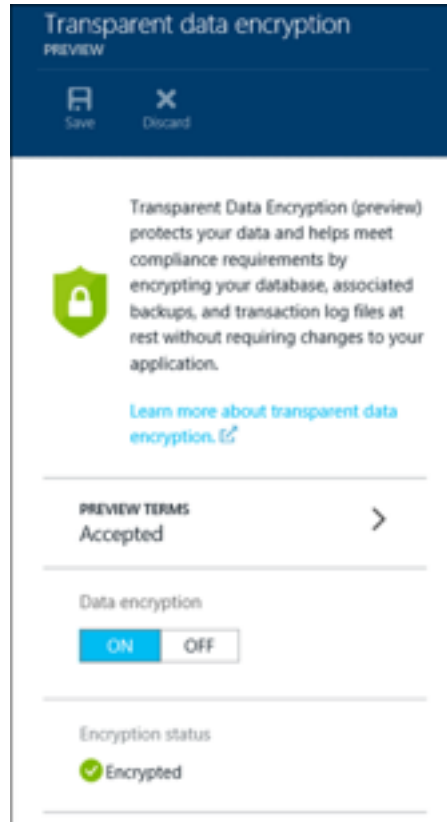 Transparent data encryption
PREVIEW
Save
Discard
Transparent Data Encryption (preview)
protects your data and helps meet
compliance requirements by
encrypting your database, associated
backups, and transaction log files at
rest without requiring changes to your
application.
Learn more about transparent data
encryption.
PREVIEW TERMS
Accepted
Data encryption
ON OFF
Encryption status
Encrypted